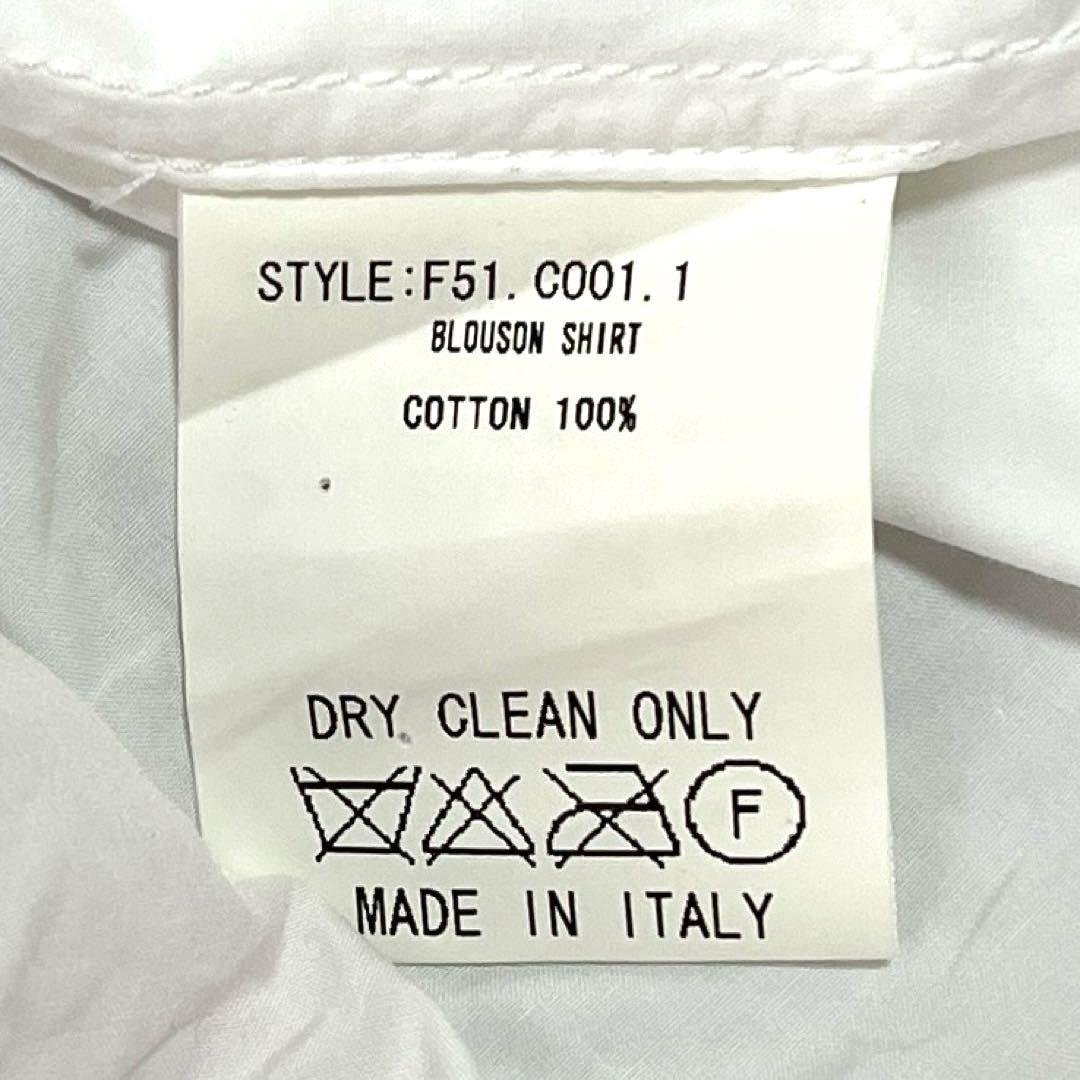 STYLE:F51.C001.1
BLOUSON SHIRT
COTTON 100%
DRY CLEAN ONLY
F
MADE IN ITALY